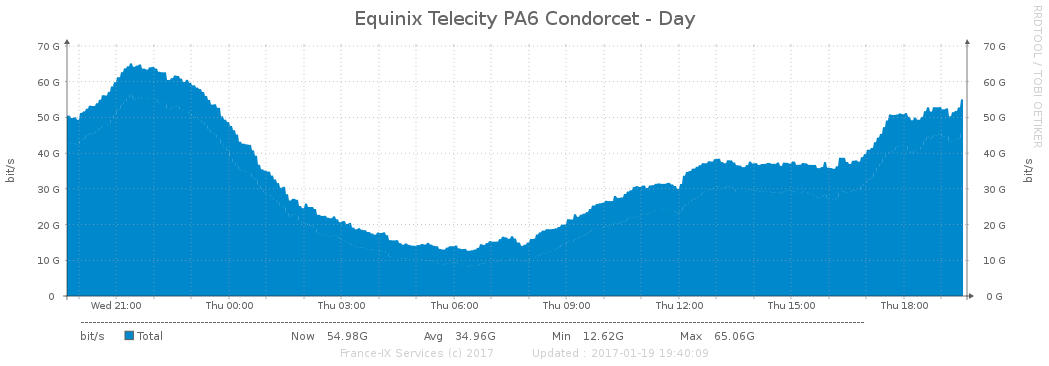 Equinix Telecity PA6 Condorcet - Day
RRDTOOL / TOBI OETIKER
bit/s
70 G
60 G
50 G
40 G
30 G
20 G
10 G
0
70 G
60 G
50 G
40 G
30 G
20 G
10 G
0 G
bit/s
Wed 21:00 Thu 00:00 Thu 03:00 Thu 06:00 Thu 09:00 Thu 12:00 Thu 15:00 Thu 18:00
bit/s Total Now 54.98G Avg 34.96G Min 12.62G Max 65.06G
France-IX Services (c) 2017 Updated : 2017-01-19 19:40:09